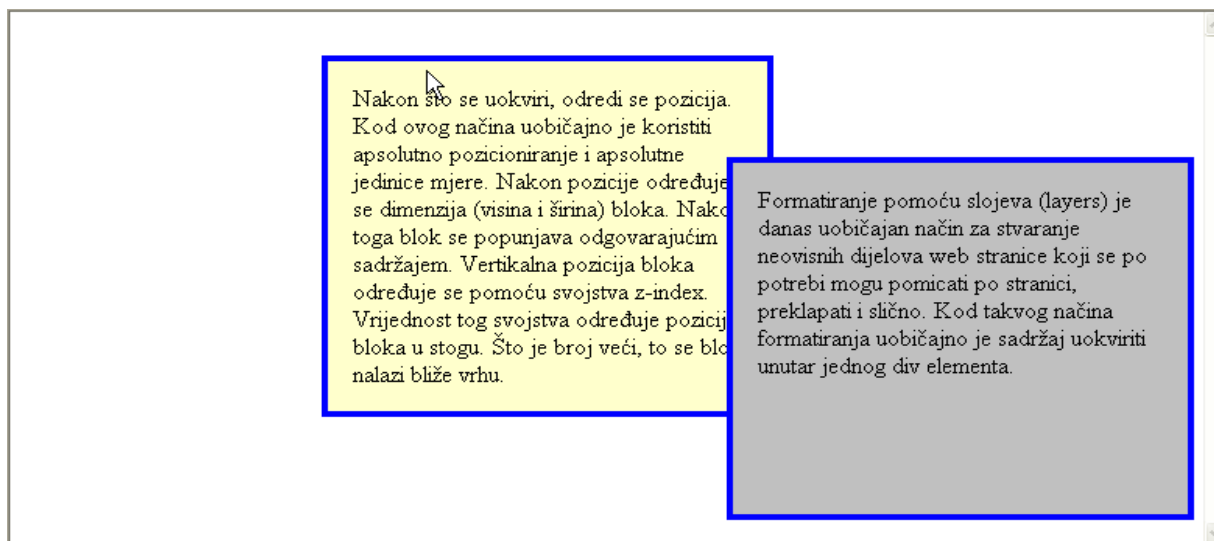 Nakon što se uokviri, odredi se pozicija.
Kod ovog načina uobičajno je koristiti
apsolutno pozicioniranje i apsolutne
jedinice mjere. Nakon pozicije određuje
se dimenzija (visina i širina) bloka.
toga blok se popunjava odgovarajućim
sadržajem. Vertikalna pozicija bloka
određuje se pomoću svojstva z-index.
Vrijednost tog svojstva određuje
bloka u stogu. Što je broj veći, to se
nalazi bliže vrhu.
Formatiranje pomoću slojeva (layers) je
danas uobičajan način za stvaranje
neovisnih dijelova web stranice koji se po
potrebi mogu pomicati po stranici,
preklapati i slično. Kod takvog načina
formatiranja uobičajno je sadržaj uokviriti
unutar jednog div elementa.